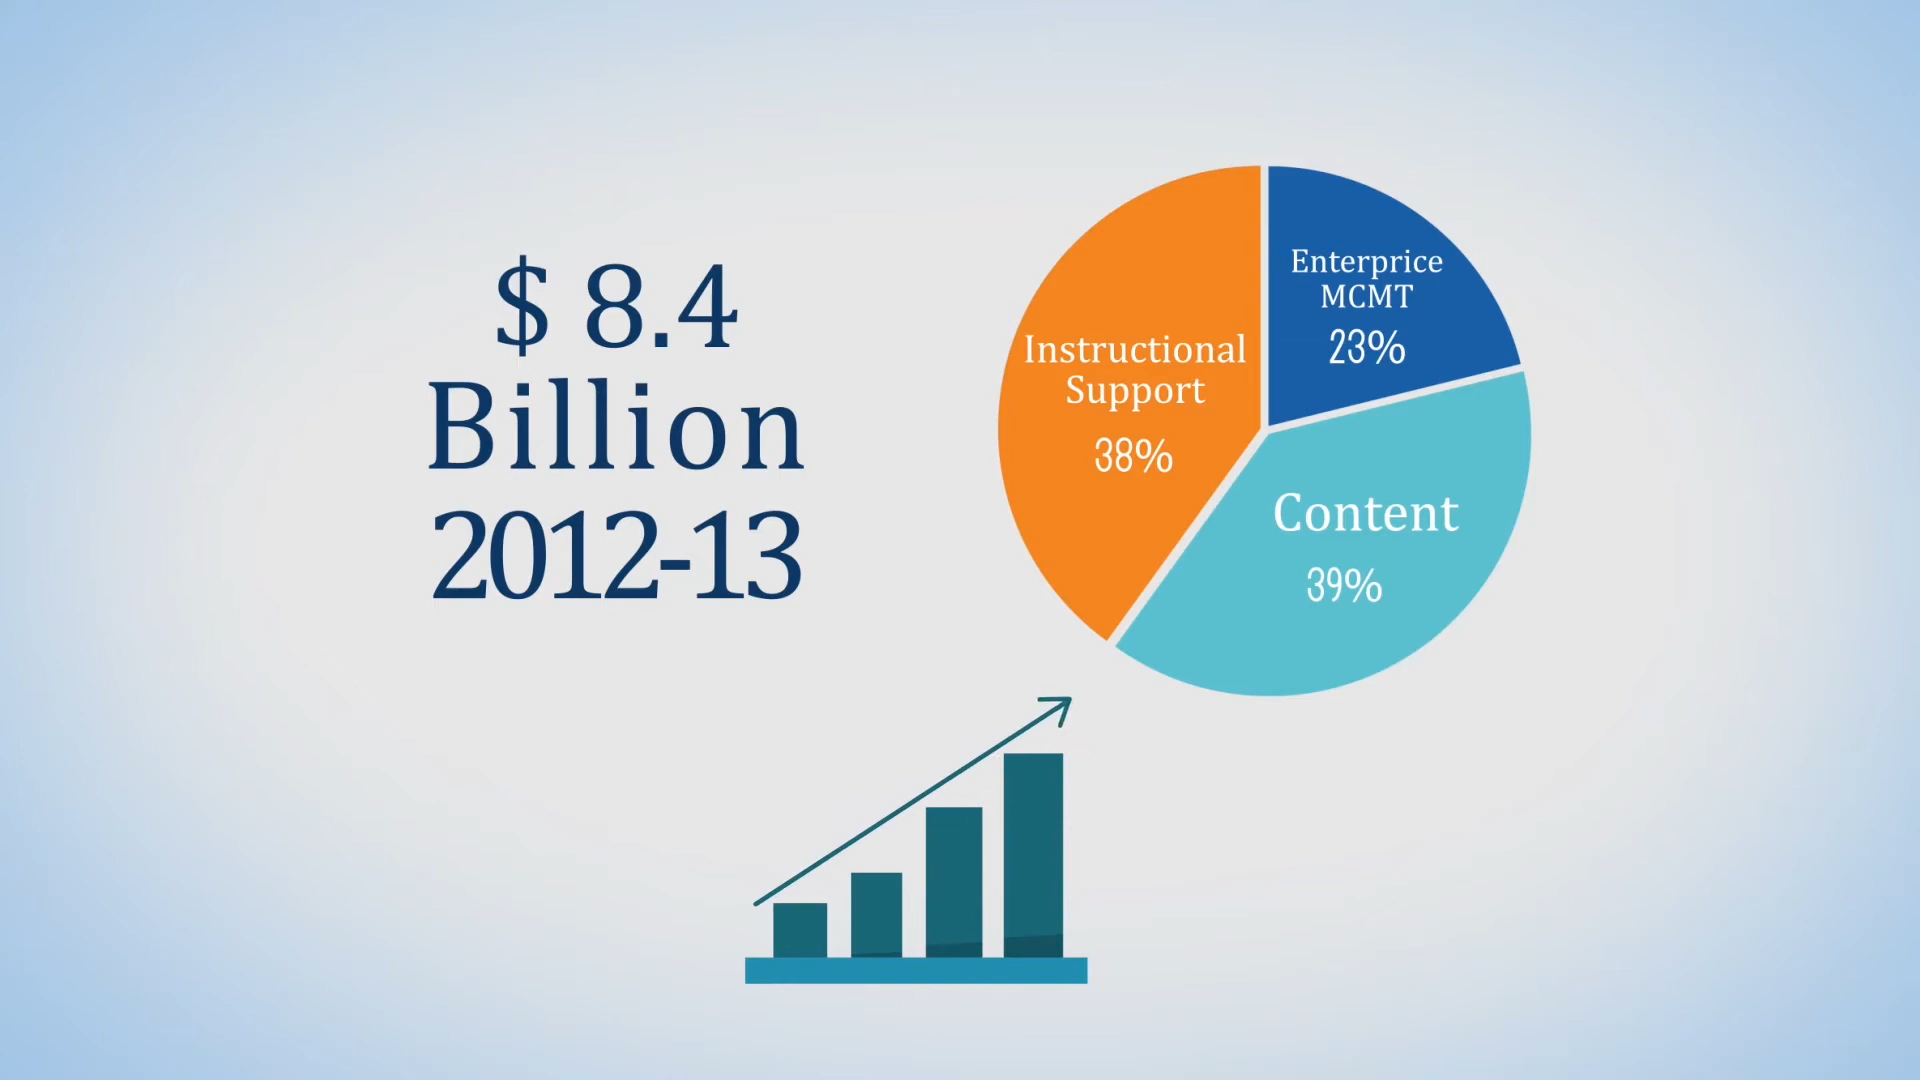 $ 8.4
Billion
2012-13
Enterprice
MCMT
23%
Instructional
Support
38%
Content
39%